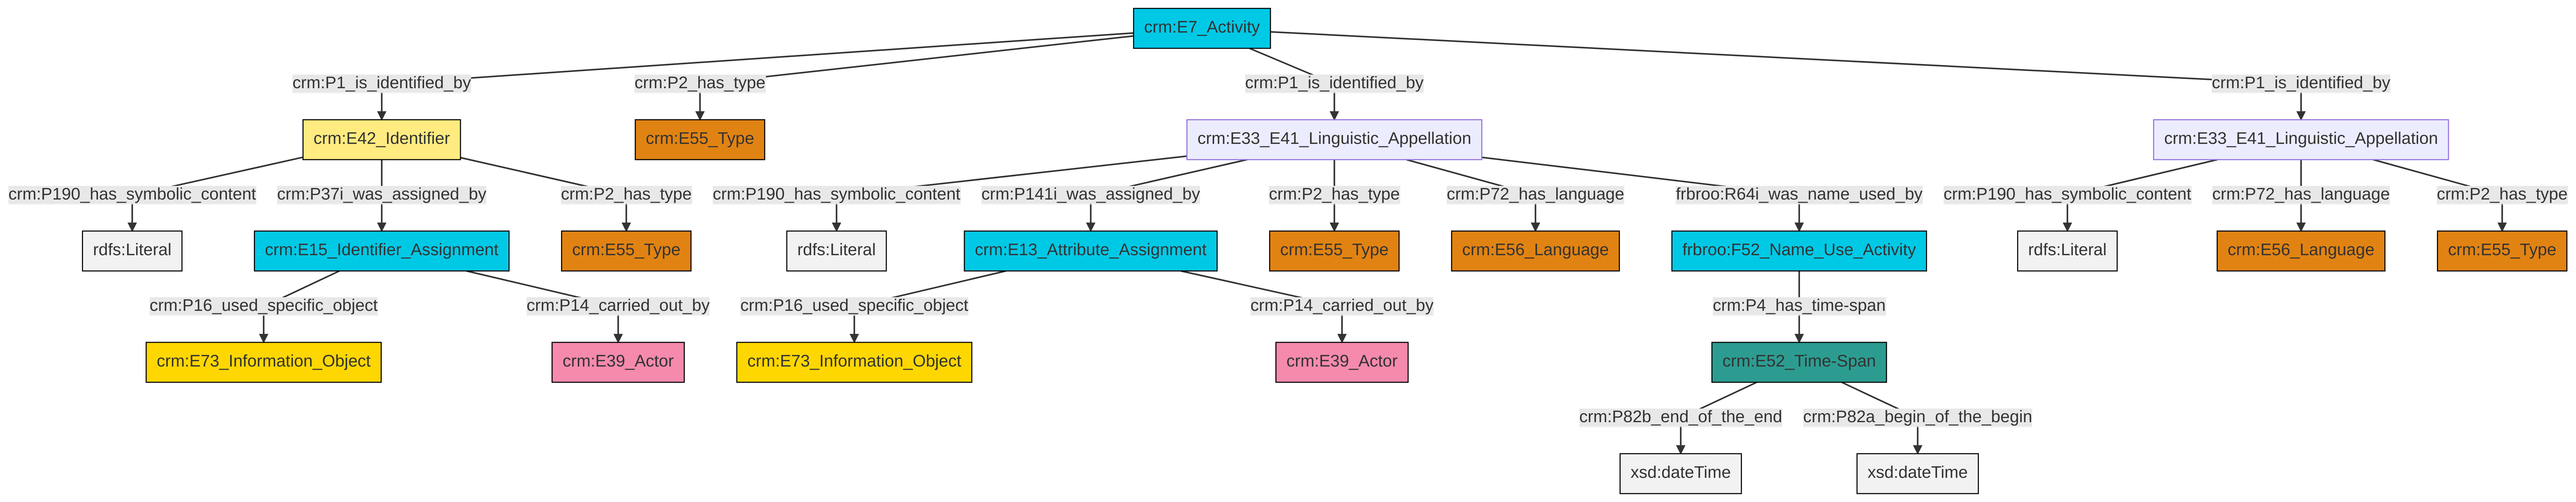 crm:E7_Activity
crm:P1_is_identified_by
crm:P2_has_type
crm:P1_is_identified_by
crm:P1_is_identified_by
crm:E42_Identifier
crm:E55_Type
crm:E33_E41_Linguistic_Appellation
crm:E33_E41_Linguistic_Appellation
crm:P190_has_symbolic_content
crm:P37i_was_assigned_by
crm:P2_has_type
crm:P190_has_symbolic_content
crm:P141i_was_assigned_by
crm:P2_has_type
crm:P72_has_language
frbroo:R64i_was_name_used_by
crm:P190_has_symbolic_content
crm:P72_has_language
crm:P2_has_type
rdfs:Literal
crm:E15_Identifier_Assignment
crm:E55_Type
rdfs:Literal
crm:E13_Attribute_Assignment
crm:E55_Type
crm:E56_Language
frbroo:F52_Name_Use_Activity
rdfs:Literal
crm:E56_Language
crm:E55_Type
crm:P16_used_specific_object
crm:P14_carried_out_by
crm:P16_used_specific_object
crm:P14_carried_out_by
crm:P4_has_time-span
crm:E73_Information_Object
crm:E39_Actor
crm:E73_Information_Object
crm:E39_Actor
crm:E52_Time-Span
crm:P82b_end_of_the_end
crm:P82a_begin_of_the_begin
xsd:dateTime
xsd:dateTime